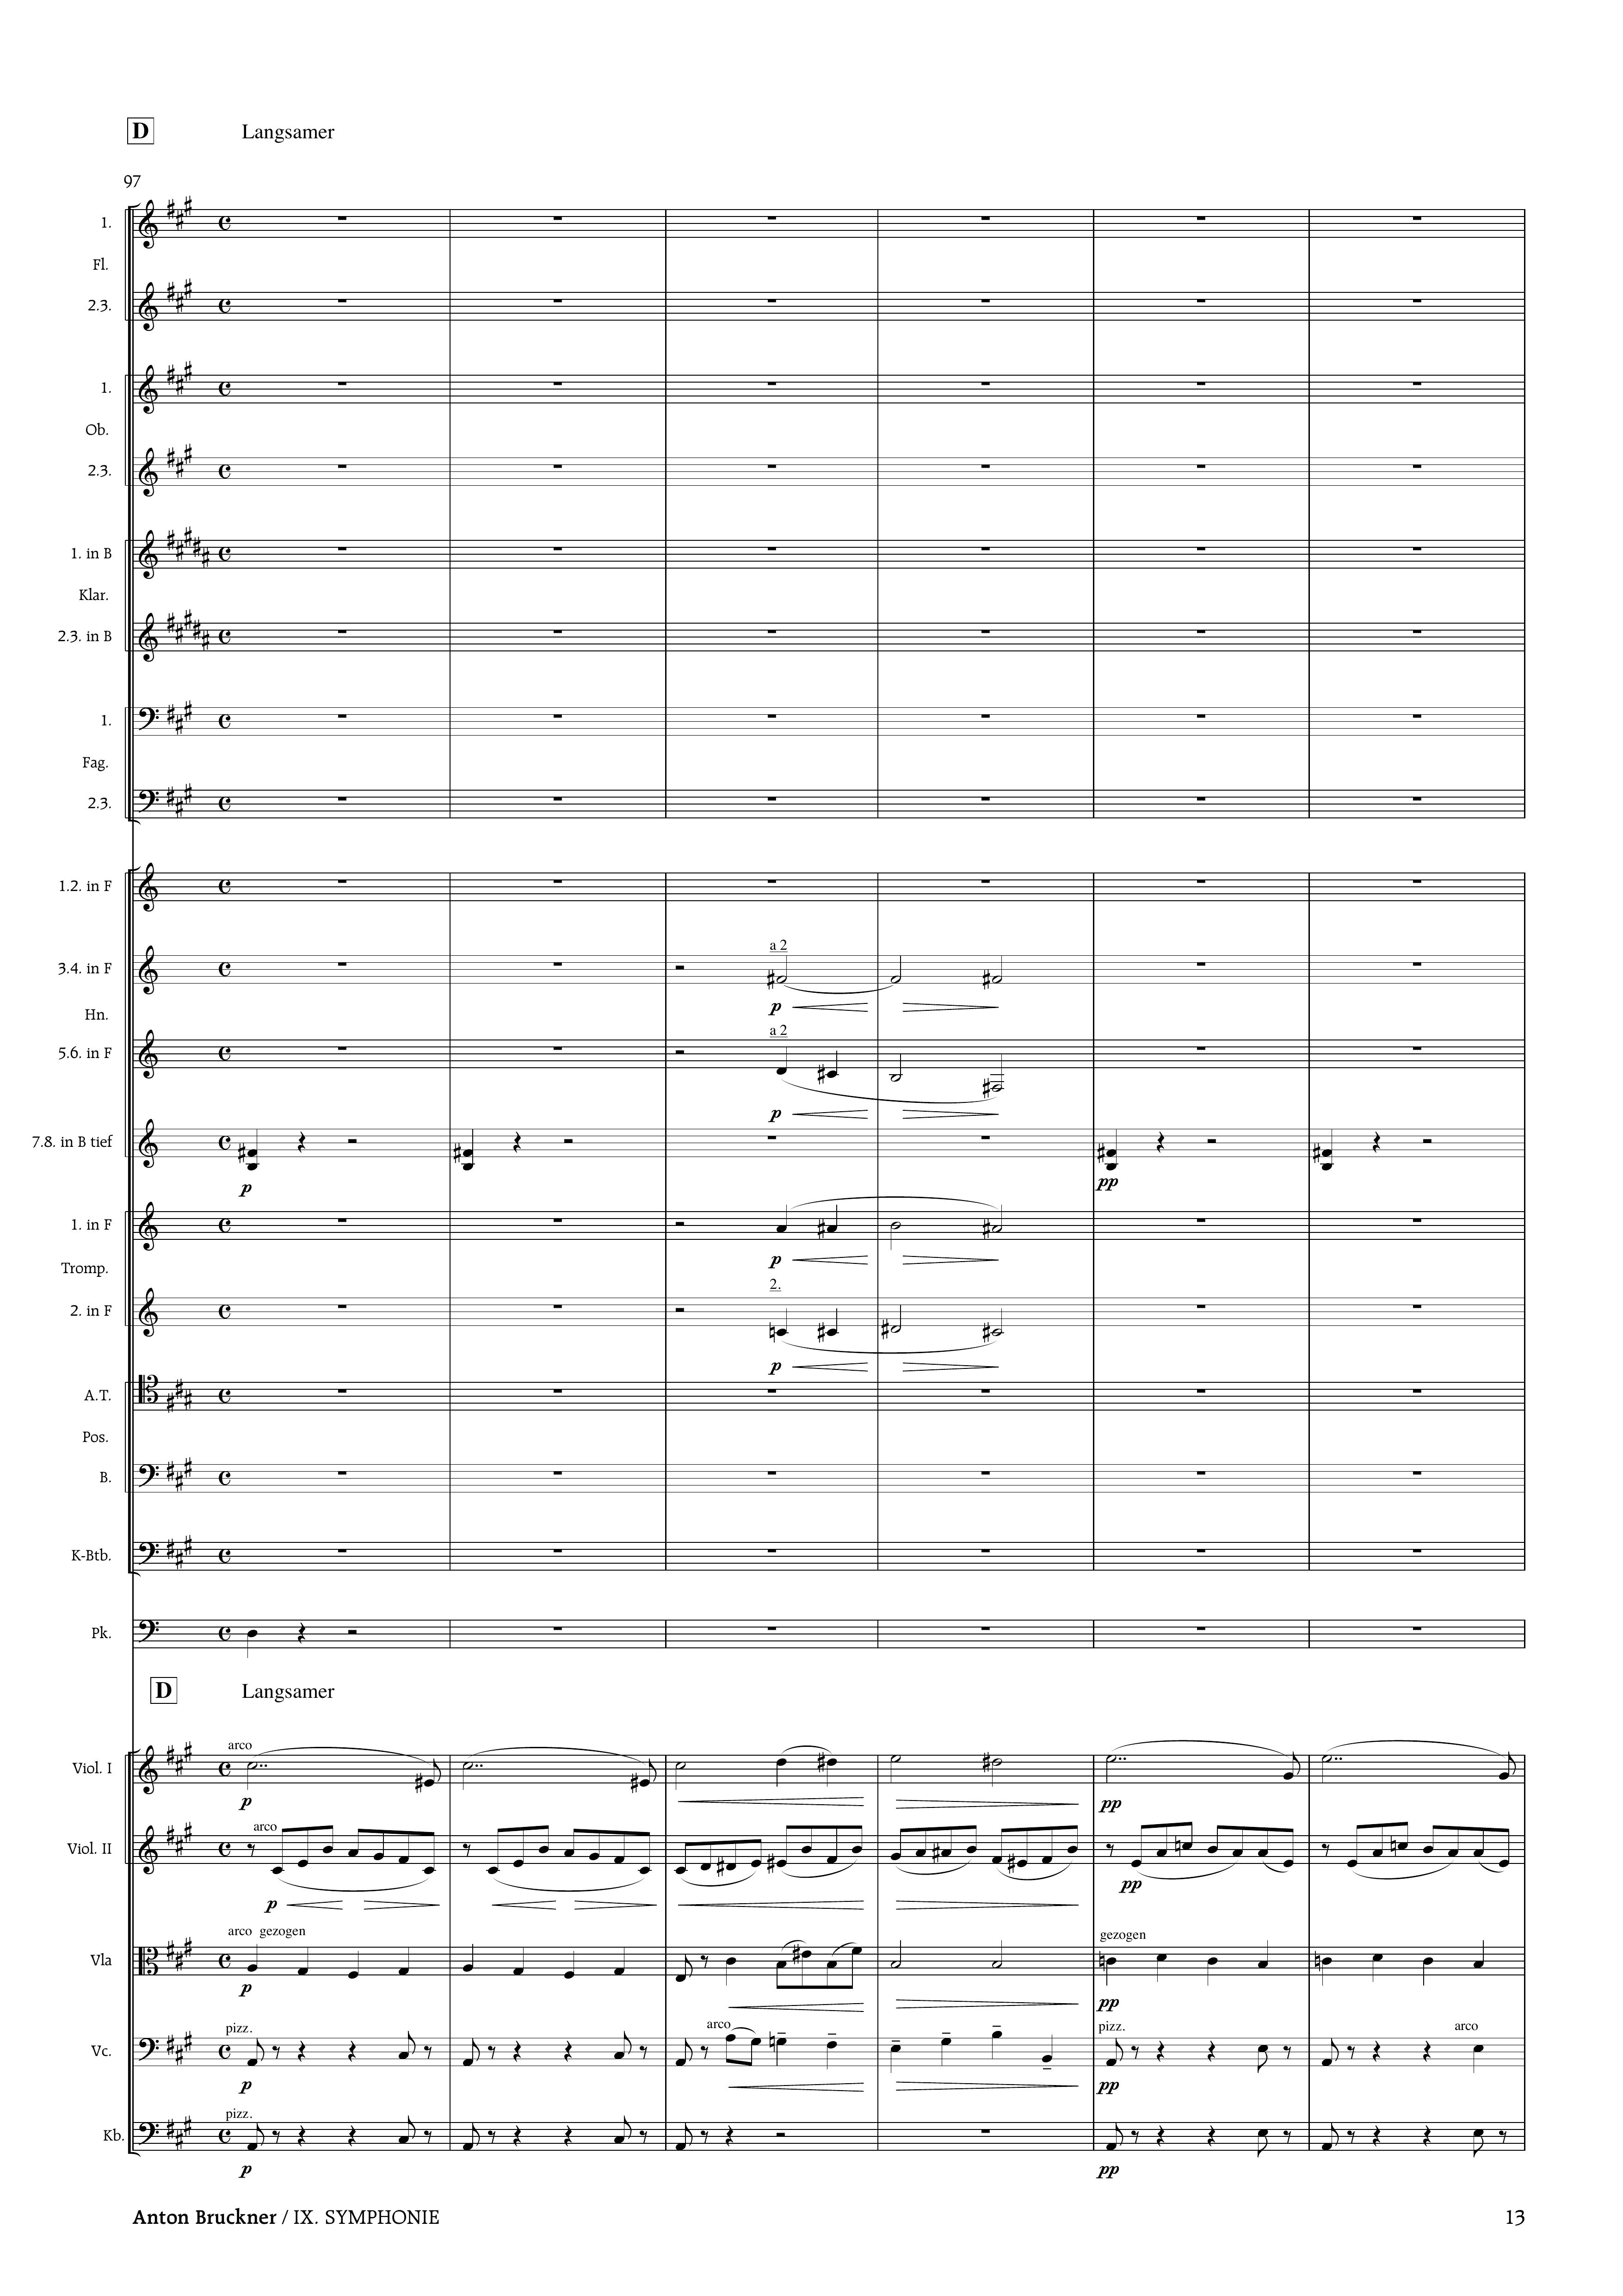 D Langsamer
97
1.
Fl.
2.3.
1.
Ob.
2.3.
1. in B
Klar.
2.3. in B
1.
Fag.
2.3.
1.2. in F
a 2
3.4. in F
p
Hn.
a 2
5.6. in F
p
7.8. in B tief
p pp
1. in F
p
Tromp.
2.
2. in F
p
A.T.
Pos.
B.
K-Btb.
Pk.
D Langsamer
arco
Viol. I
p pp
arco
Viol. II
p pp
arco gezogen gezogen
Vla
p pp
pizz. arco pizz. arco
Vc.
p pp
pizz.
Kb.
p pp
Anton Bruckner / IX. SYMPHONIE 13